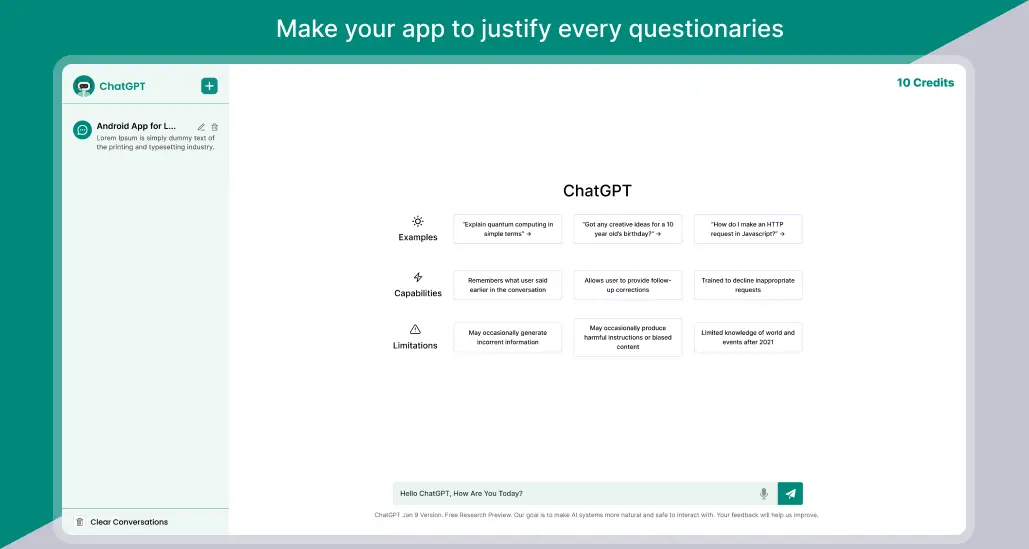 Make your app to justify every questionaries
ChatGPT
10 Credits
Android App for L...
Lorem Ipsum is simply dummy text of
the printing and typesetting industry.
ChatGPT
Examples
"Explain quantum computing in
simple terms" →
"Got any creative ideas for a 10
year old's birthday?" →
"How do I make an HTTP
request in Javascript?" →
Capabilities
Remembers what user said
earlier in the conversation
Allows user to provide follow-
up corrections
Trained to decline inappropriate
requests
Limitations
May occasionally generate
incorrent information
May occasionally produce
harmful instructions or biased
content
Limited knowledge of world and
events after 2021
Hello ChatGPT, How Are You Today?
ChatGPT Jan 9 Version. Free Research Preview. Our goal is to make AI systems more natural and safe to interact with. Your feedback will help us improve.
Clear Conversations